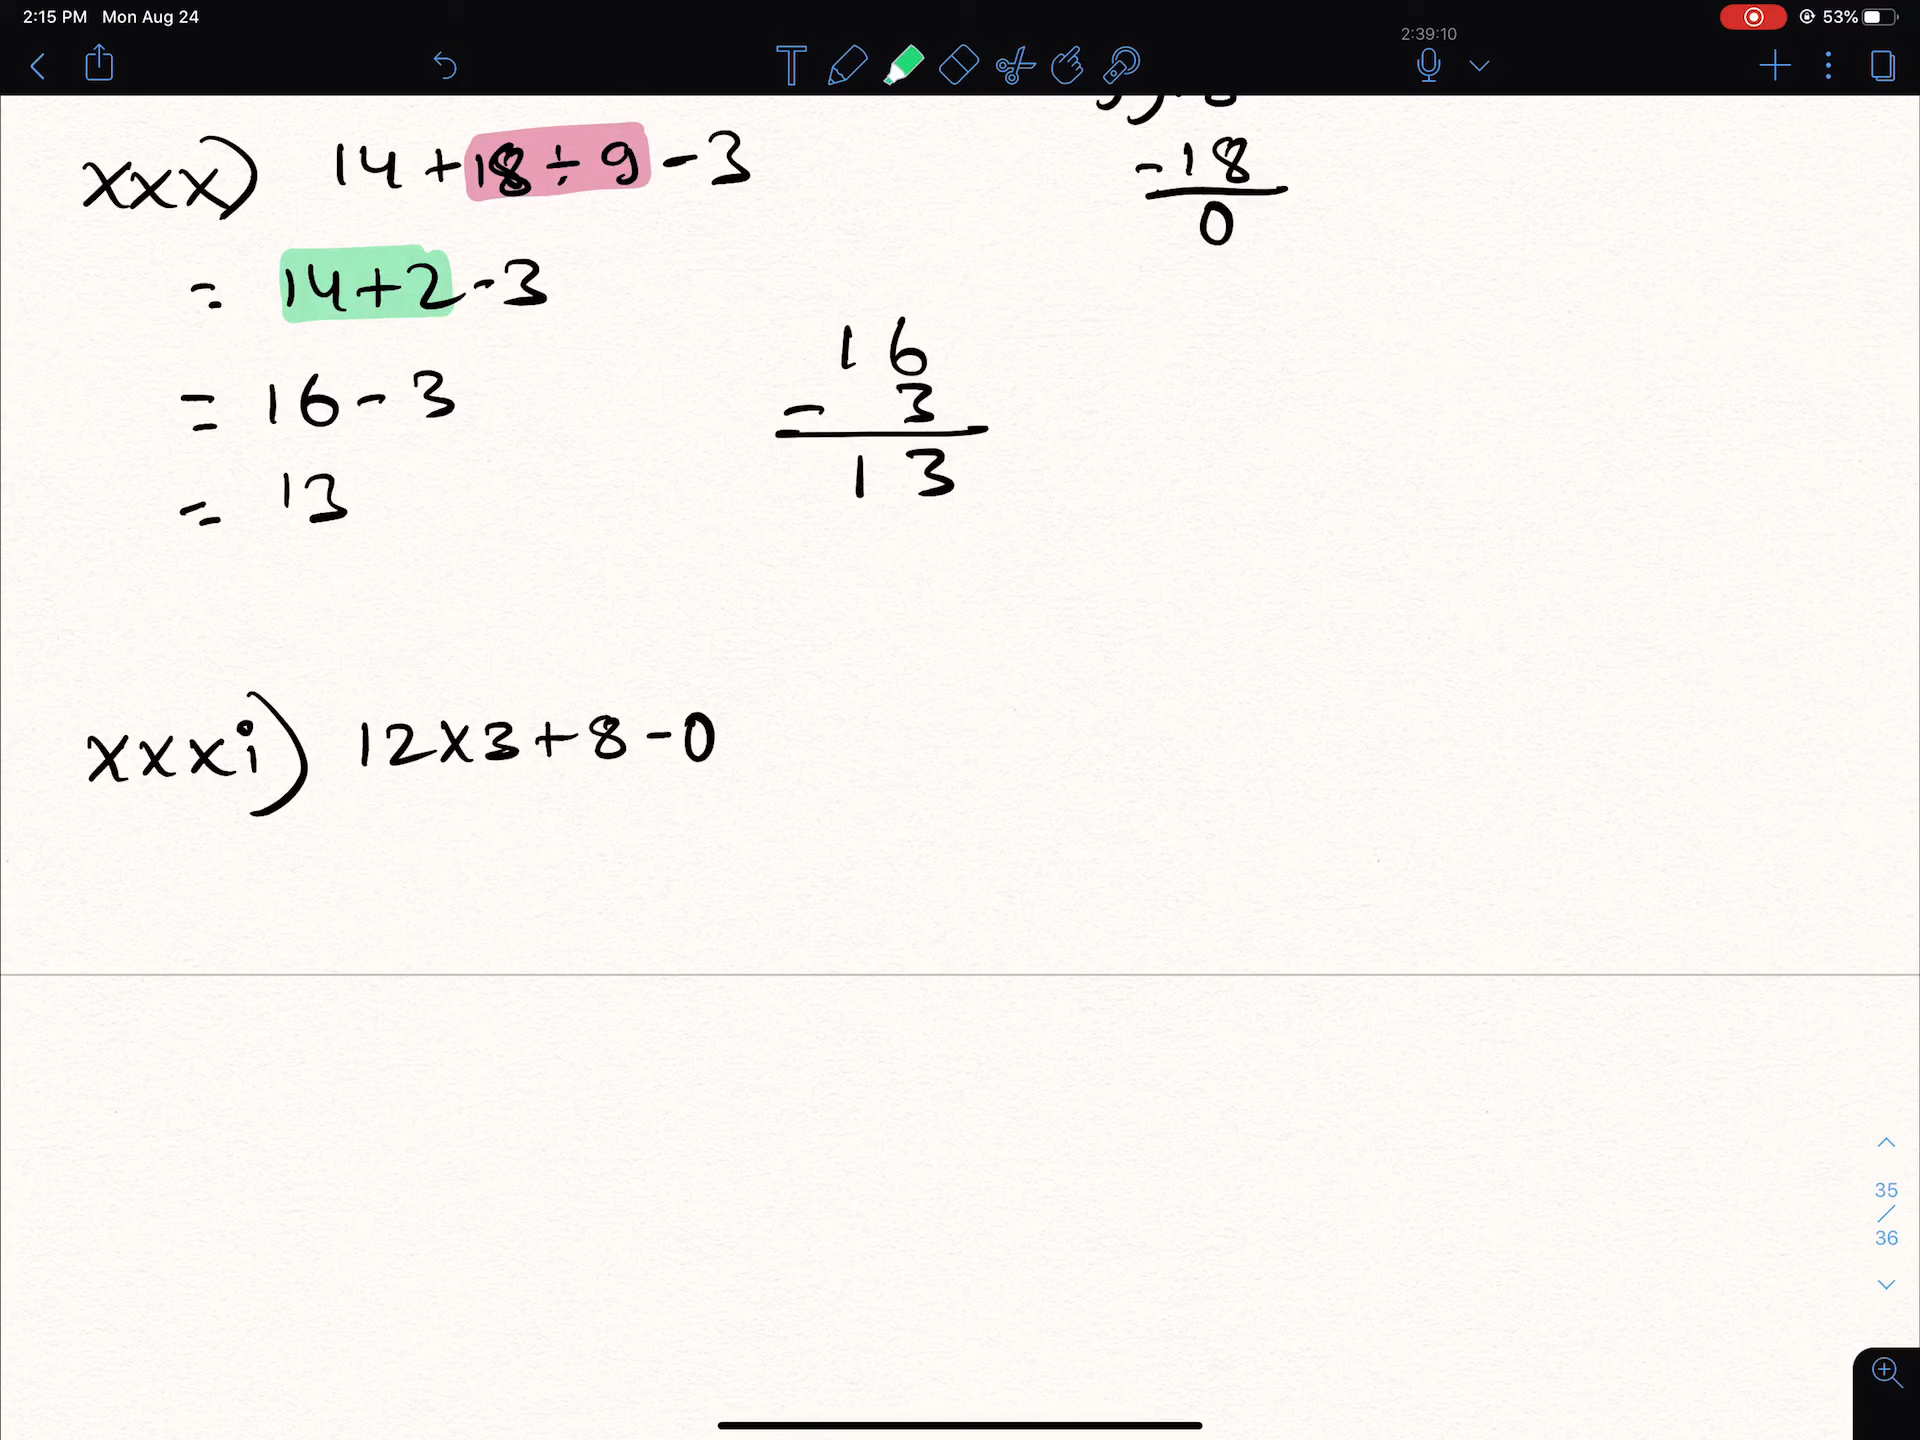 2:15 PM Mon Aug 24
53%
2:39:10
xxx) 14 + 18 ÷ 9 - 3
= 14 + 2 - 3
= 16 - 3
= 13
- 18
0
16
- 3
13
xxxi) 12 x 3 + 8 - 0
35
/
36